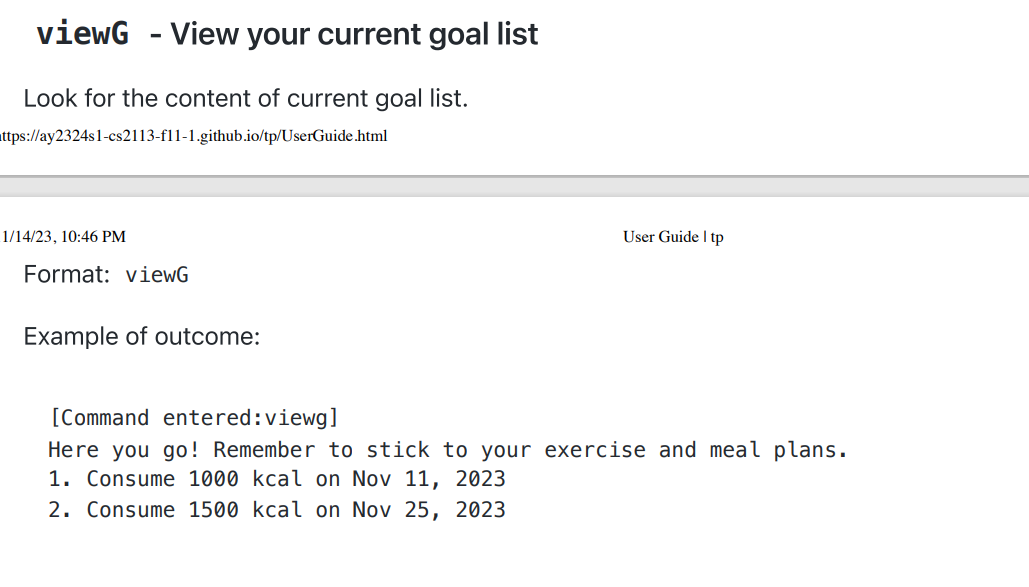 viewG - View your current goal list
Look for the content of current goal list.
ttps://ay2324s1-cs2113-f11-1.github.io/tp/UserGuide.html
1/14/23, 10:46 PM User Guide | tp
Format: viewG
Example of outcome:
[Command entered:viewg]
Here you go! Remember to stick to your exercise and meal plans.
1. Consume 1000 kcal on Nov 11, 2023
2. Consume 1500 kcal on Nov 25, 2023